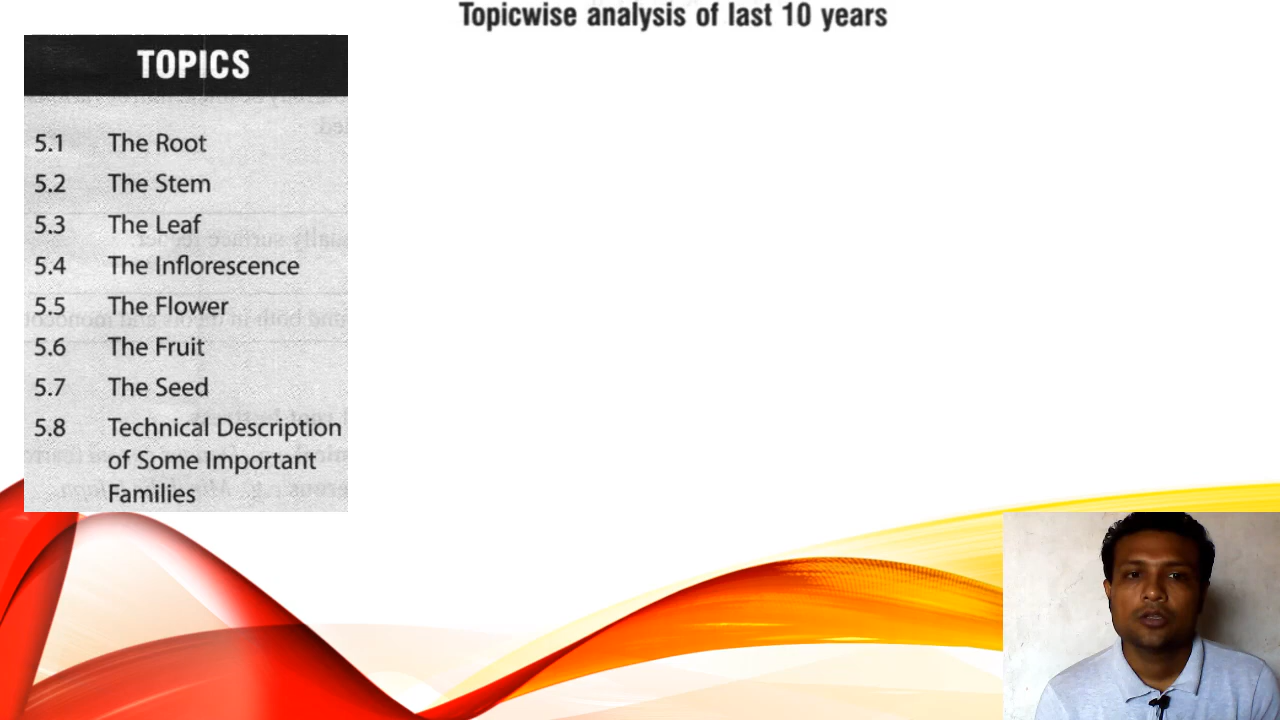 Topicwise analysis of last 10 years
TOPICS
5.1 The Root
5.2 The Stem
5.3 The Leaf
5.4 The Inflorescence
5.5 The Flower
5.6 The Fruit
5.7 The Seed
5.8 Technical Description
of Some Important
Families